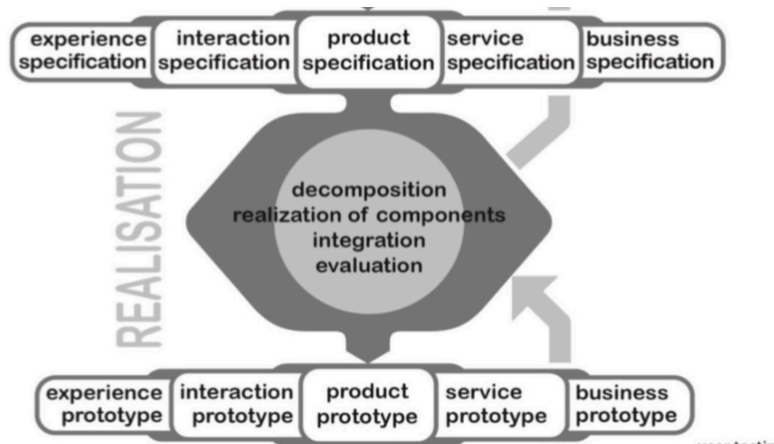 experience specification
interaction specification
product specification
service specification
business specification
REALISATION
decomposition
realization of components
integration
evaluation
experience prototype
interaction prototype
product prototype
service prototype
business prototype